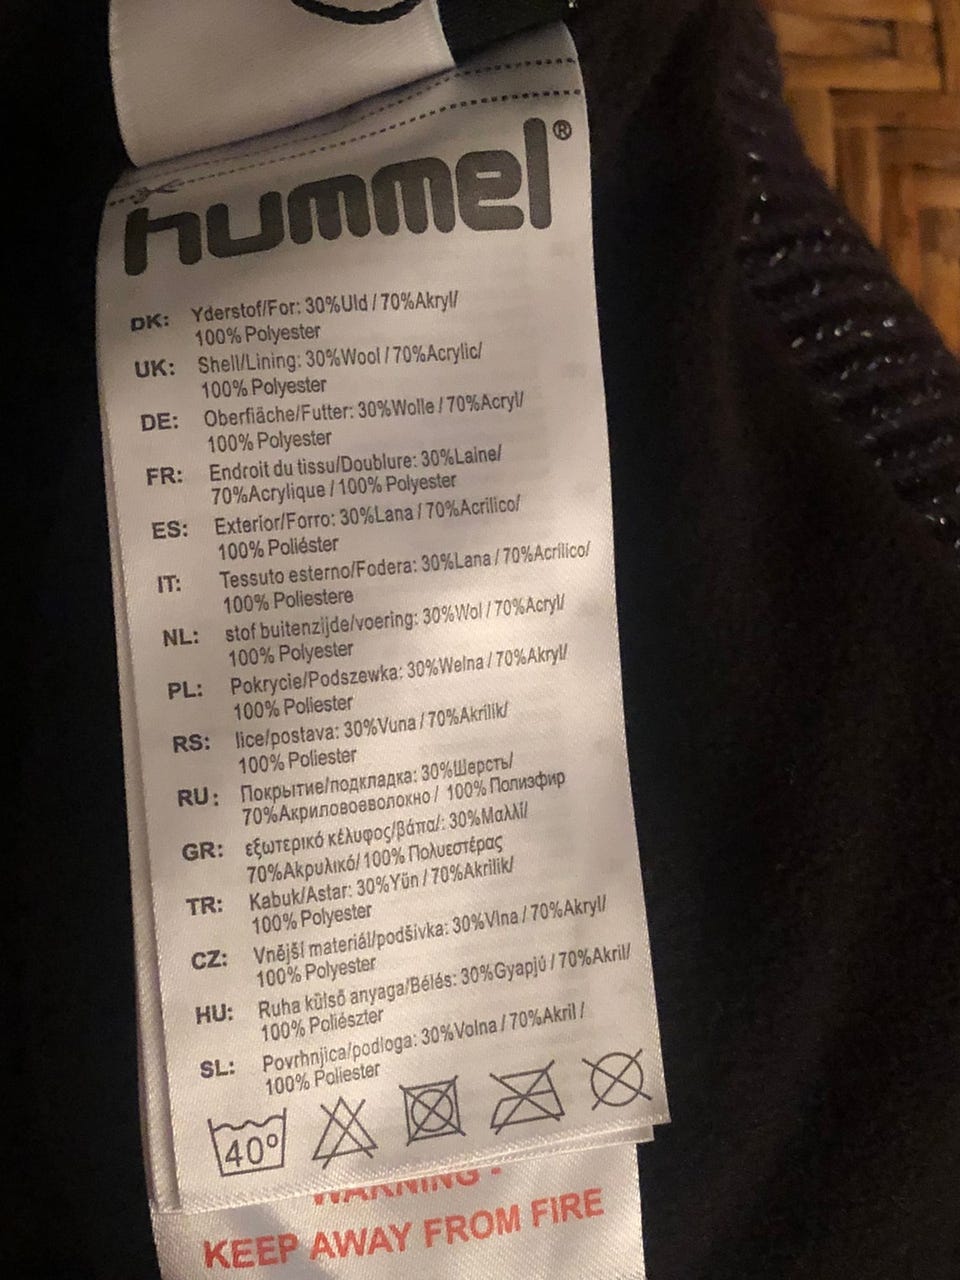 hummel®
DK: Yderstof/For: 30%Uld / 70%Akryl/
100% Polyester
UK: Shell/Lining: 30%Wool / 70%Acrylic/
100% Polyester
DE: Oberfiäche/Futter: 30%Wolle / 70%Acryl/
100% Polyester
FR: Endroit du tissu/Doublure: 30%Laine/
70%Acrylique / 100% Polyester
ES: Exterior/Forro: 30%Lana / 70%Acrilico/
100% Poliéster
IT: Tessuto esterno/Fodera: 30%Lana / 70%Acrílico/
100% Poliestere
NL: stof buitenzijde/voering: 30%Wol / 70%Acryl/
100% Polyester
PL: Pokrycie/Podszewka: 30%Welna / 70%Akryl/
100% Poliester
RS: lice/postava: 30%Vuna / 70%Akrilik/
100% Poliester
RU: Покрытие/подкладка: 30%Шерсть/
70%Акриловоеволокно / 100% Полиэфир
GR: εξωτερικό κέλυφος/βάπα/: 30%Μαλλί/
70%Ακρυλικό/ 100% Πολυεστέρας
TR: Kabuk/Astar: 30%Yün / 70%Akrilik/
100% Polyester
CZ: Vnější materiál/podšívka: 30%Vlna / 70%Akryl/
100% Polyester
HU: Ruha külső anyaga/Bélés: 30%Gyapjú / 70%Akril/
100% Poliészter
SL: Povrhnjica/podloga: 30%Volna / 70%Akril /
100% Poliester
40°
WARNING -
KEEP AWAY FROM FIRE